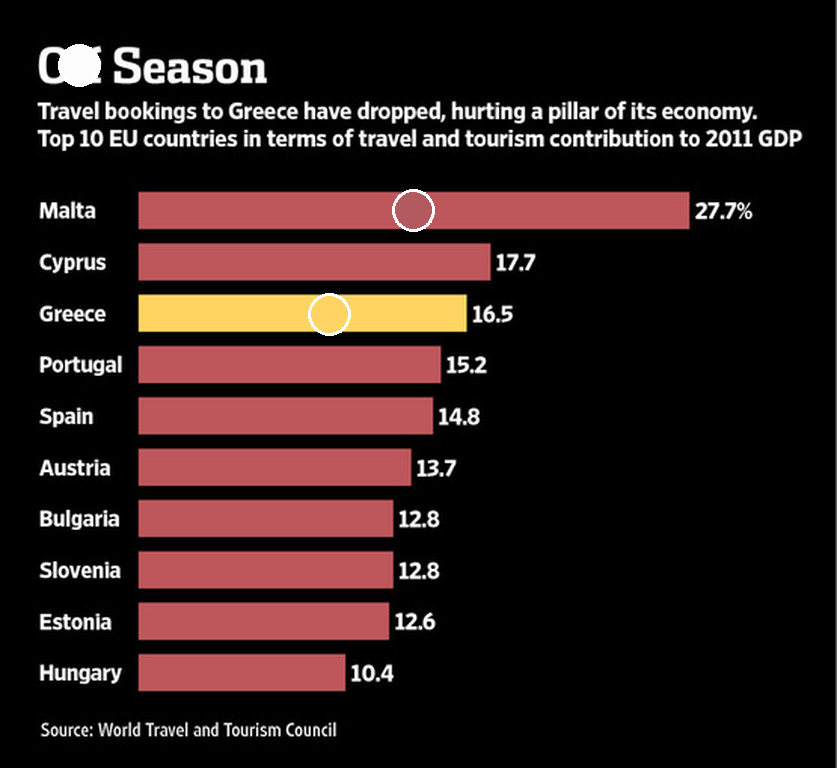 Season
Travel bookings to Greece have dropped, hurting a pillar of its economy.
Top 10 EU countries in terms of travel and tourism contribution to 2011 GDP
Malta 27.7%
Cyprus 17.7
Greece 16.5
Portugal 15.2
Spain 14.8
Austria 13.7
Bulgaria 12.8
Slovenia 12.8
Estonia 12.6
Hungary 10.4
Source: World Travel and Tourism Council